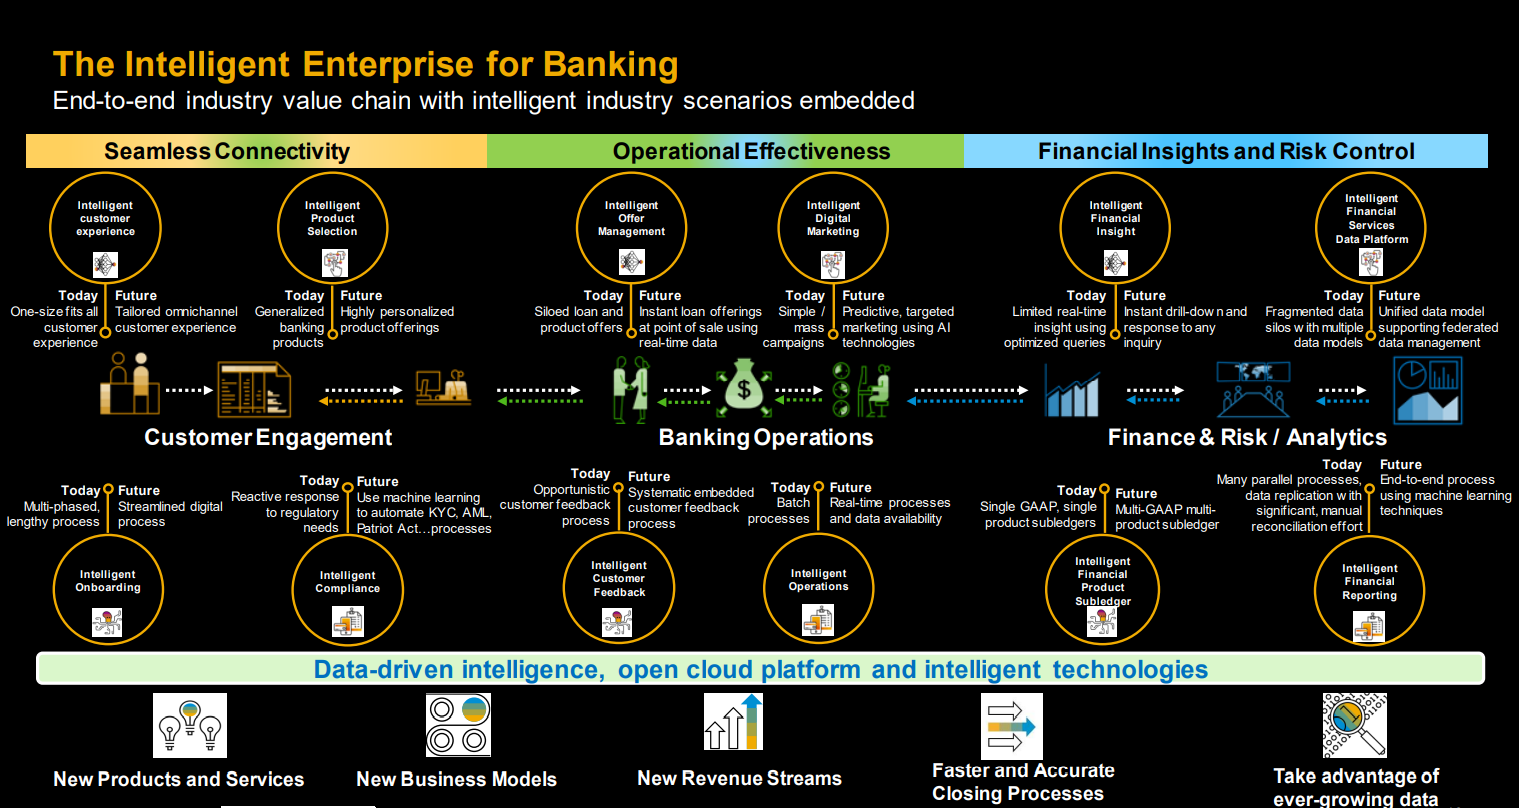 The Intelligent Enterprise for Banking
End-to-end industry value chain with intelligent industry scenarios embedded
Seamless Connectivity
Operational Effectiveness
Financial Insights and Risk Control
Intelligent
customer
experience
Intelligent
Product
Selection
Intelligent
Offer
Management
Intelligent
Digital
Marketing
Intelligent
Financial
Insight
Intelligent
Financial
Services
Data Platform
Today
One-size fits all
customer
experience
Future
Tailored omnichannel
customer experience
Today
Generalized
banking
products
Future
Highly personalized
product offerings
Today
Siloed loan and
product offers
Future
Instant loan offerings
at point of sale using
real-time data
Today
Simple /
mass
campaigns
Future
Predictive, targeted
marketing using AI
technologies
Today
Limited real-time
insight using
optimized queries
Future
Instant drill-down and
response to any
inquiry
Today
Fragmented data
silos with multiple
data models
Future
Unified data model
supporting federated
data management
$
Customer Engagement
Banking Operations
Finance & Risk / Analytics
Today
Multi-phased,
lengthy process
Future
Streamlined digital
process
Today
Reactive response
to regulatory
needs
Future
Use machine learning
to automate KYC, AML,
Patriot Act…processes
Today
Opportunistic
customer feedback
process
Future
Systematic embedded
customer feedback
process
Today
Batch
processes
Future
Real-time processes
and data availability
Today
Single GAAP, single
product subledgers
Future
Multi-GAAP multi-
product subledger
Today
Many parallel processes,
data replication with
significant, manual
reconciliation effort
Future
End-to-end process
using machine learning
techniques
Intelligent
Onboarding
Intelligent
Compliance
Intelligent
Customer
Feedback
Intelligent
Operations
Intelligent
Financial
Product
Subledger
Intelligent
Financial
Reporting
Data-driven intelligence, open cloud platform and intelligent technologies
New Products and Services
New Business Models
New Revenue Streams
Faster and Accurate
Closing Processes
Take advantage of
ever-growing data